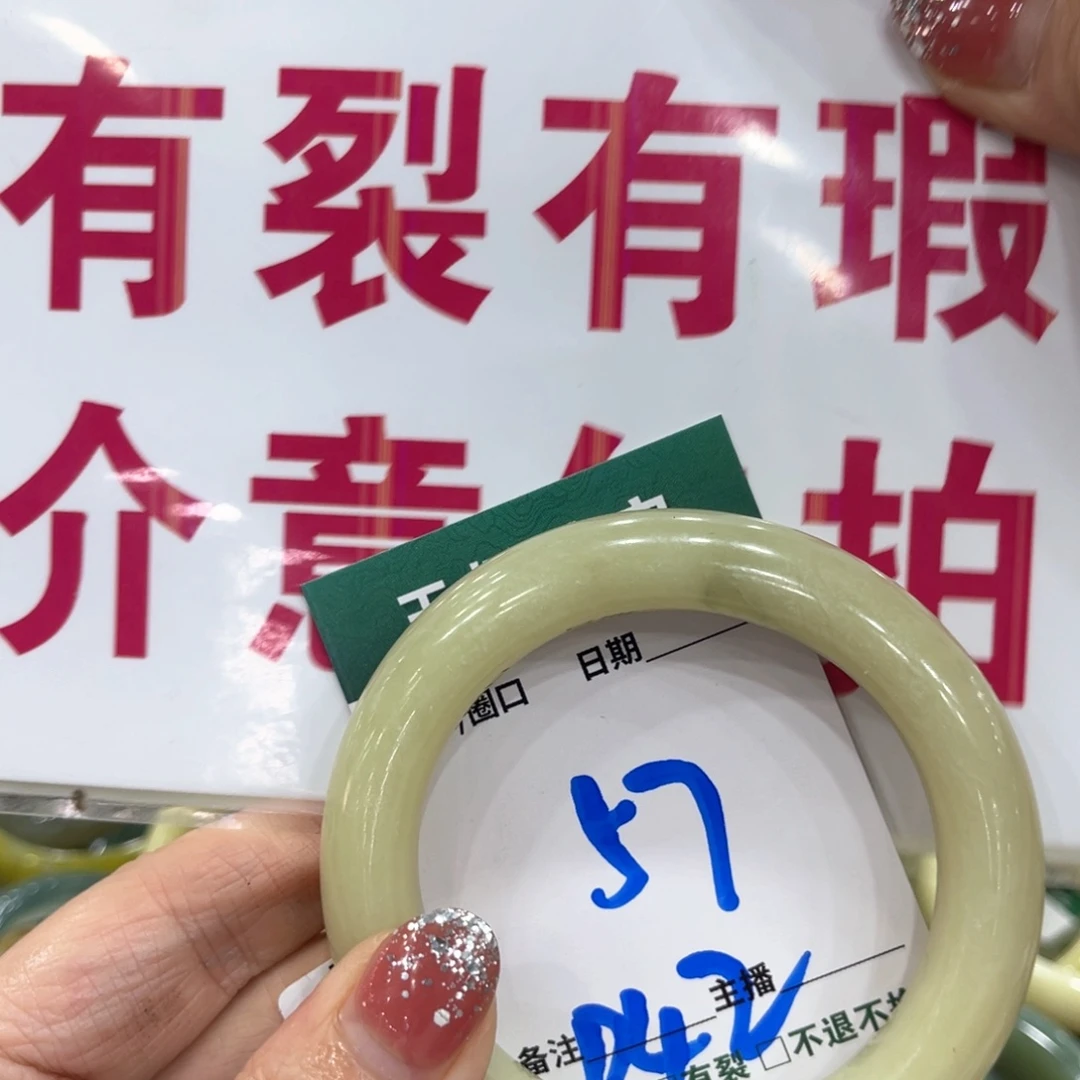 有裂有瑕
介意 拍
圈口 日期
57
主播
备注
有裂 不退不